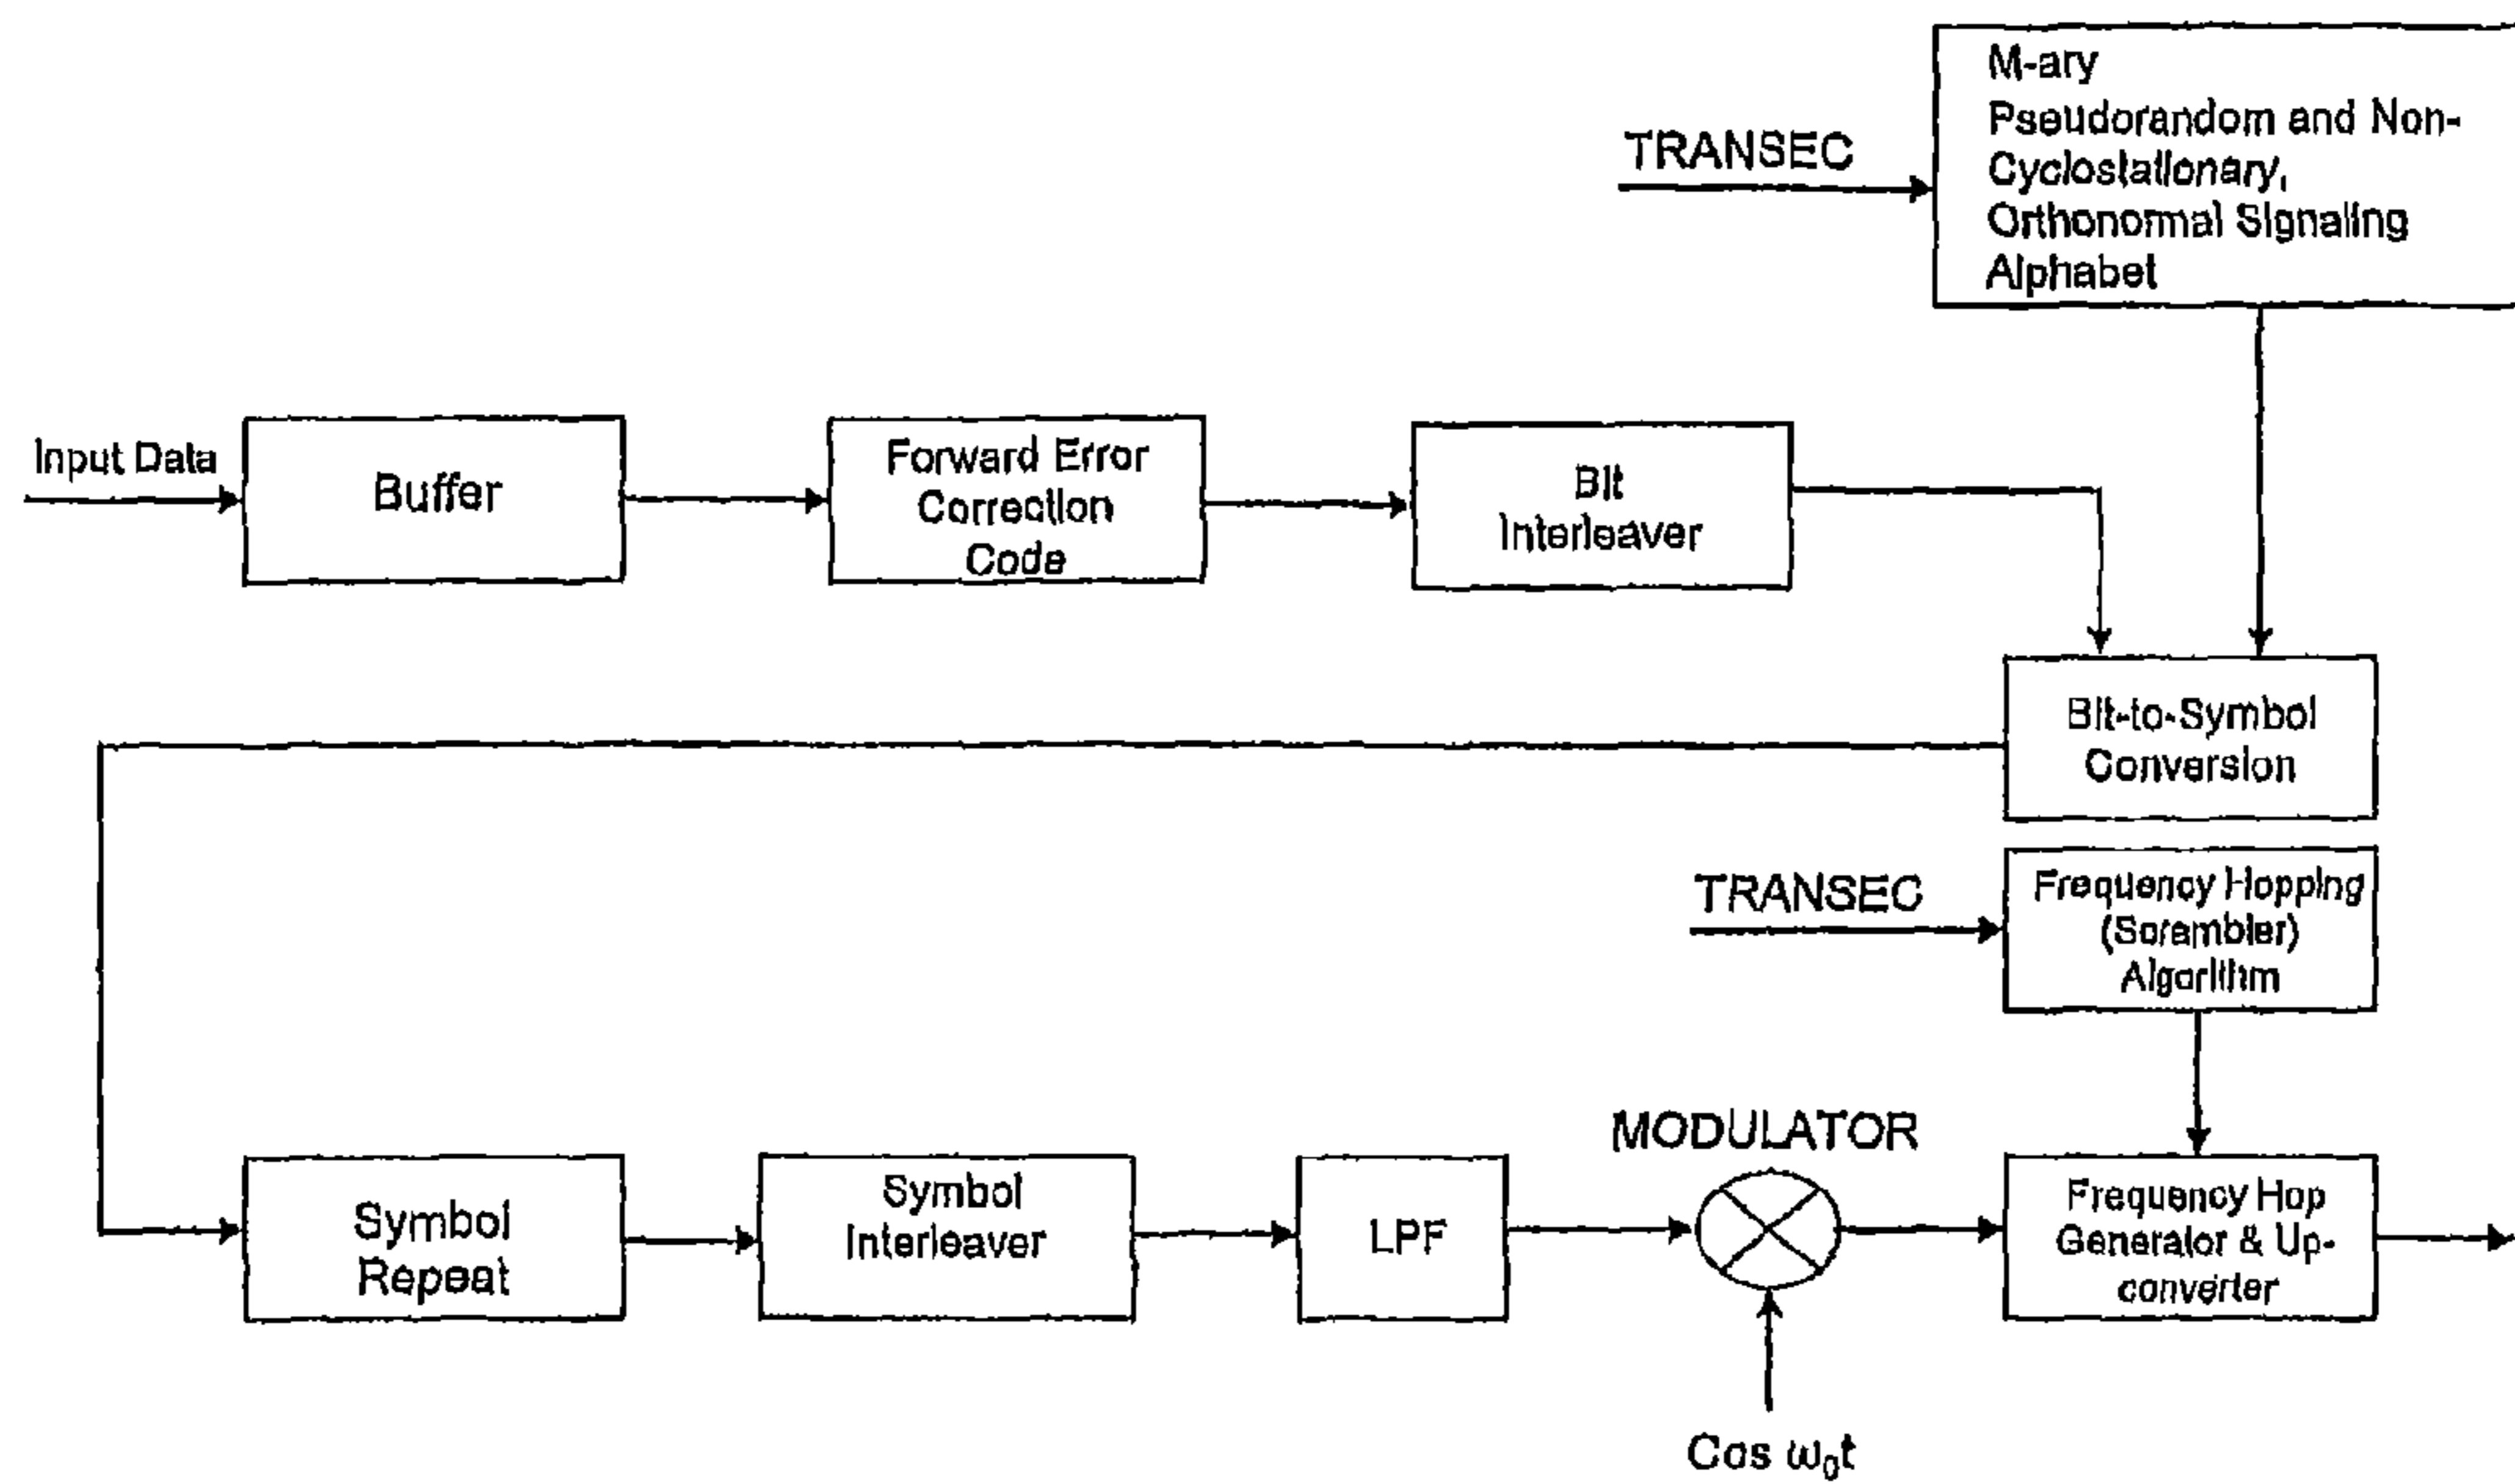 M-ary
Pseudorandom and Non-
Cyclostationary,
Orthonormal Signaling
Alphabet
TRANSEC
Input Data
Buffer
Forward Error
Correction
Code
Bit
Interleaver
Bit-to-Symbol
Conversion
TRANSEC
Frequency Hopping
(Scrambler)
Algorithm
Symbol
Repeat
Symbol
Interleaver
LPF
MODULATOR
Cos ω₀t
Frequency Hop
Generator & Up-
converter